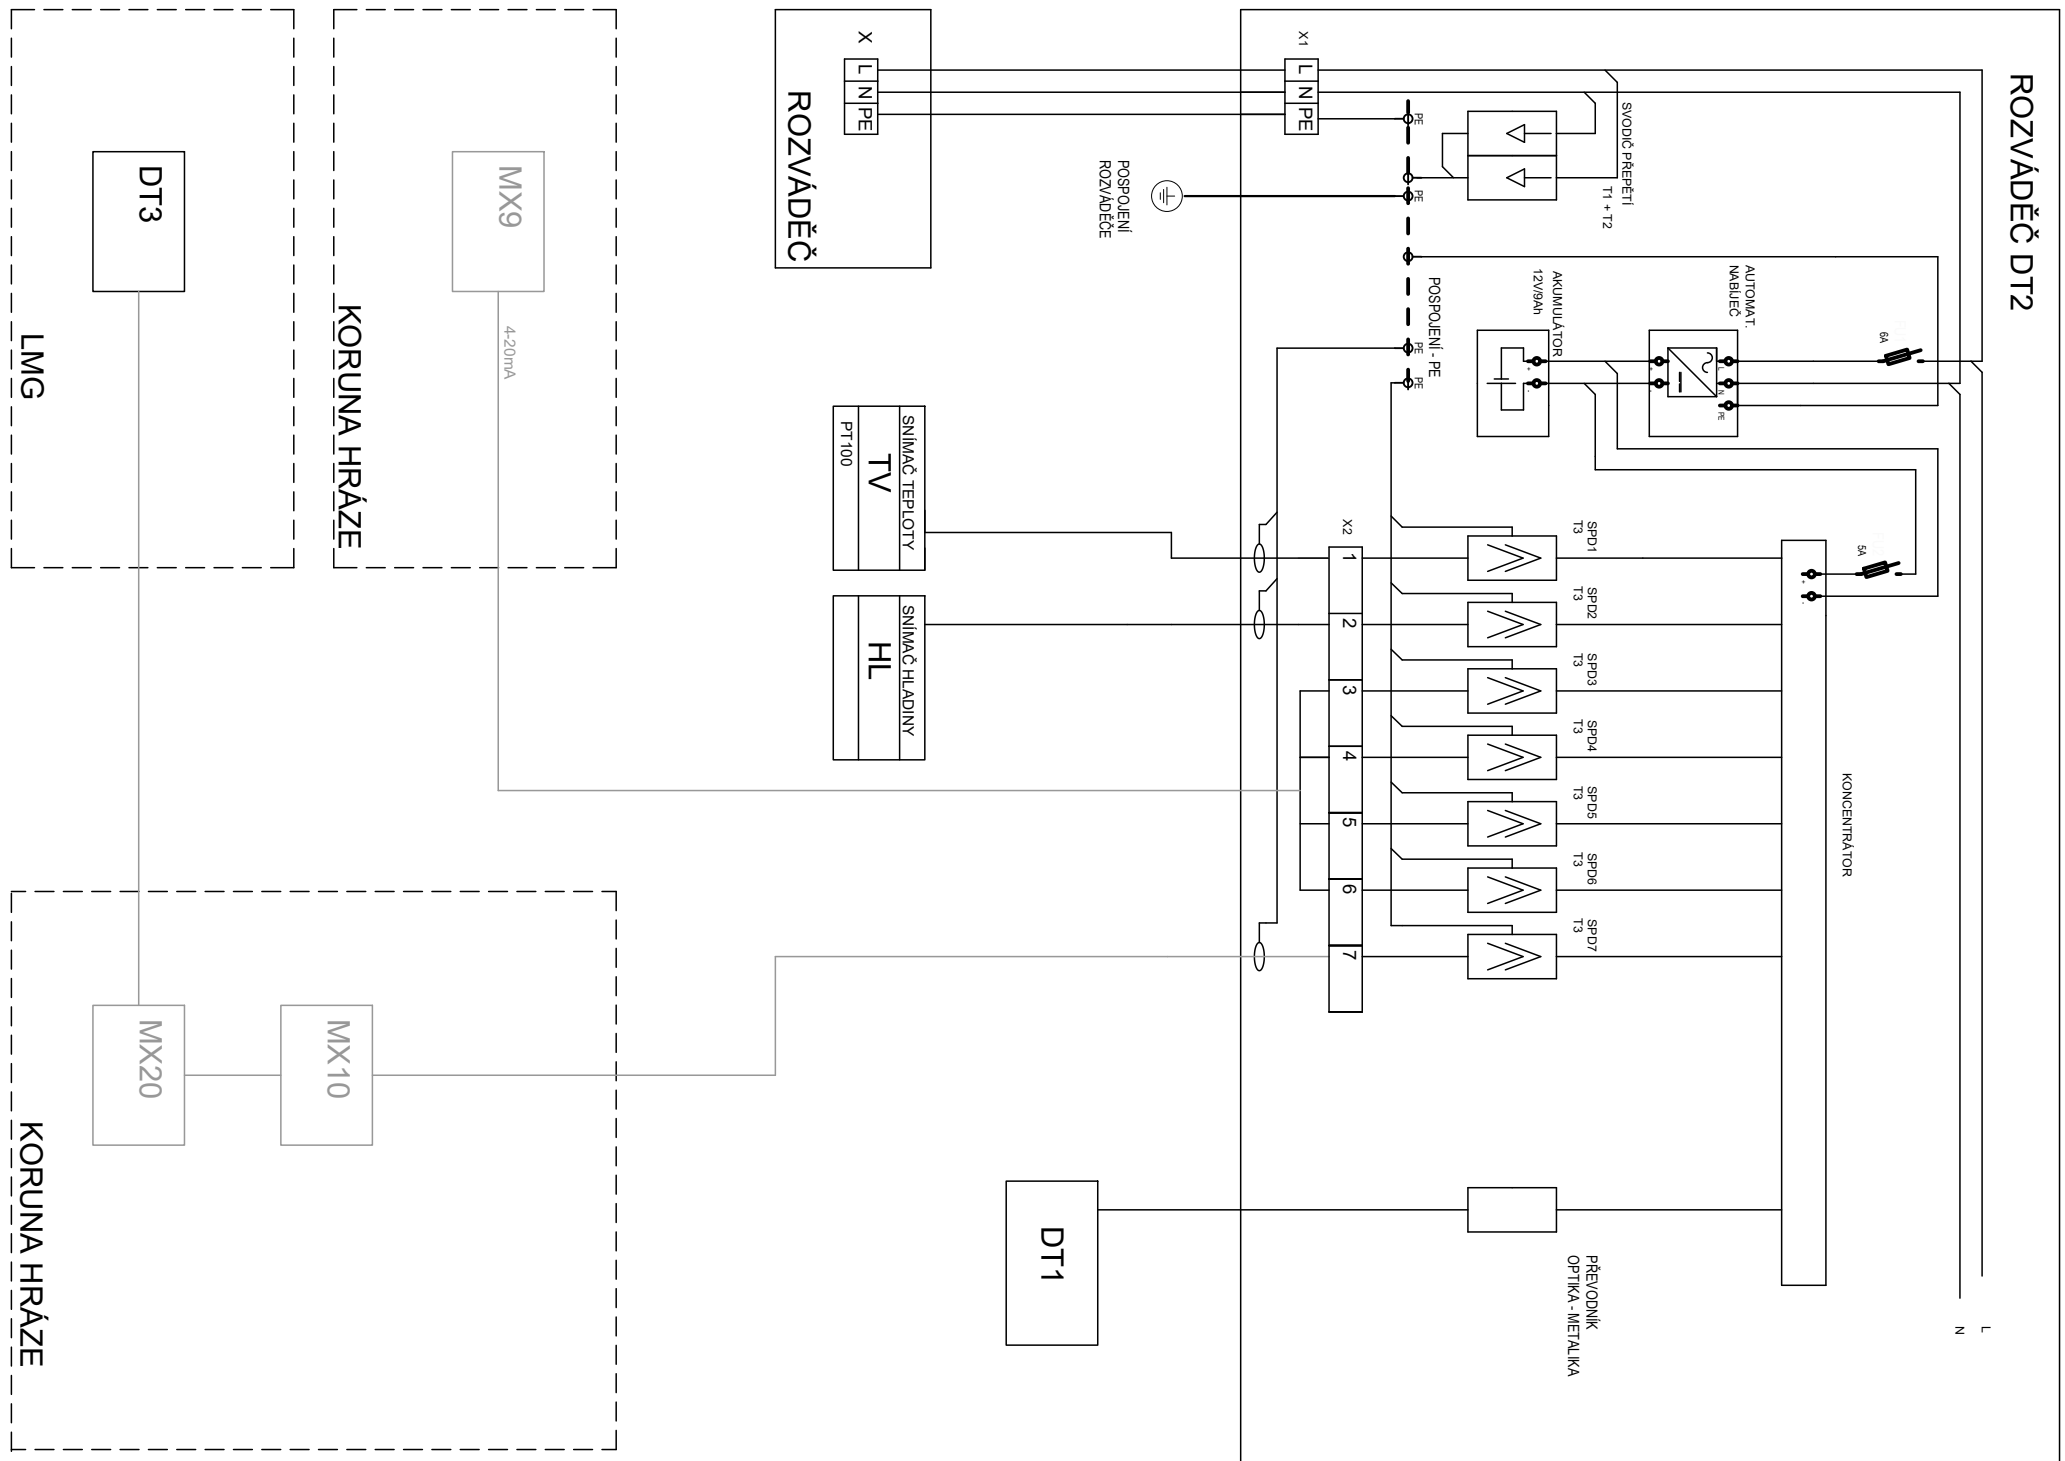 ROZVÁDĚČ DT2
L
N
6A
AUTOMAT.
NABÍJEČ
L
N
PE
+
-
AKUMULÁTOR
12V/9Ah
+
-
SVODIČ PŘEPĚTÍ
T1 + T2
5A
+
-
KONCENTRÁTOR
SPD1
T3
SPD2
T3
SPD3
T3
SPD4
T3
SPD5
T3
SPD6
T3
SPD7
T3
PŘEVODNÍK
OPTIKA - METALIKA
PE
PE
PE
PE
POSPOJENÍ - PE
X1
L
N
PE
X2
1
2
3
4
5
6
7
POSPOJENÍ
ROZVÁDĚČE
X
L
N
PE
ROZVÁDĚČ
SNÍMAČ TEPLOTY
TV
PT100
SNÍMAČ HLADINY
HL
DT1
MX9
4-20mA
KORUNA HRÁZE
DT3
LMG
MX10
MX20
KORUNA HRÁZE